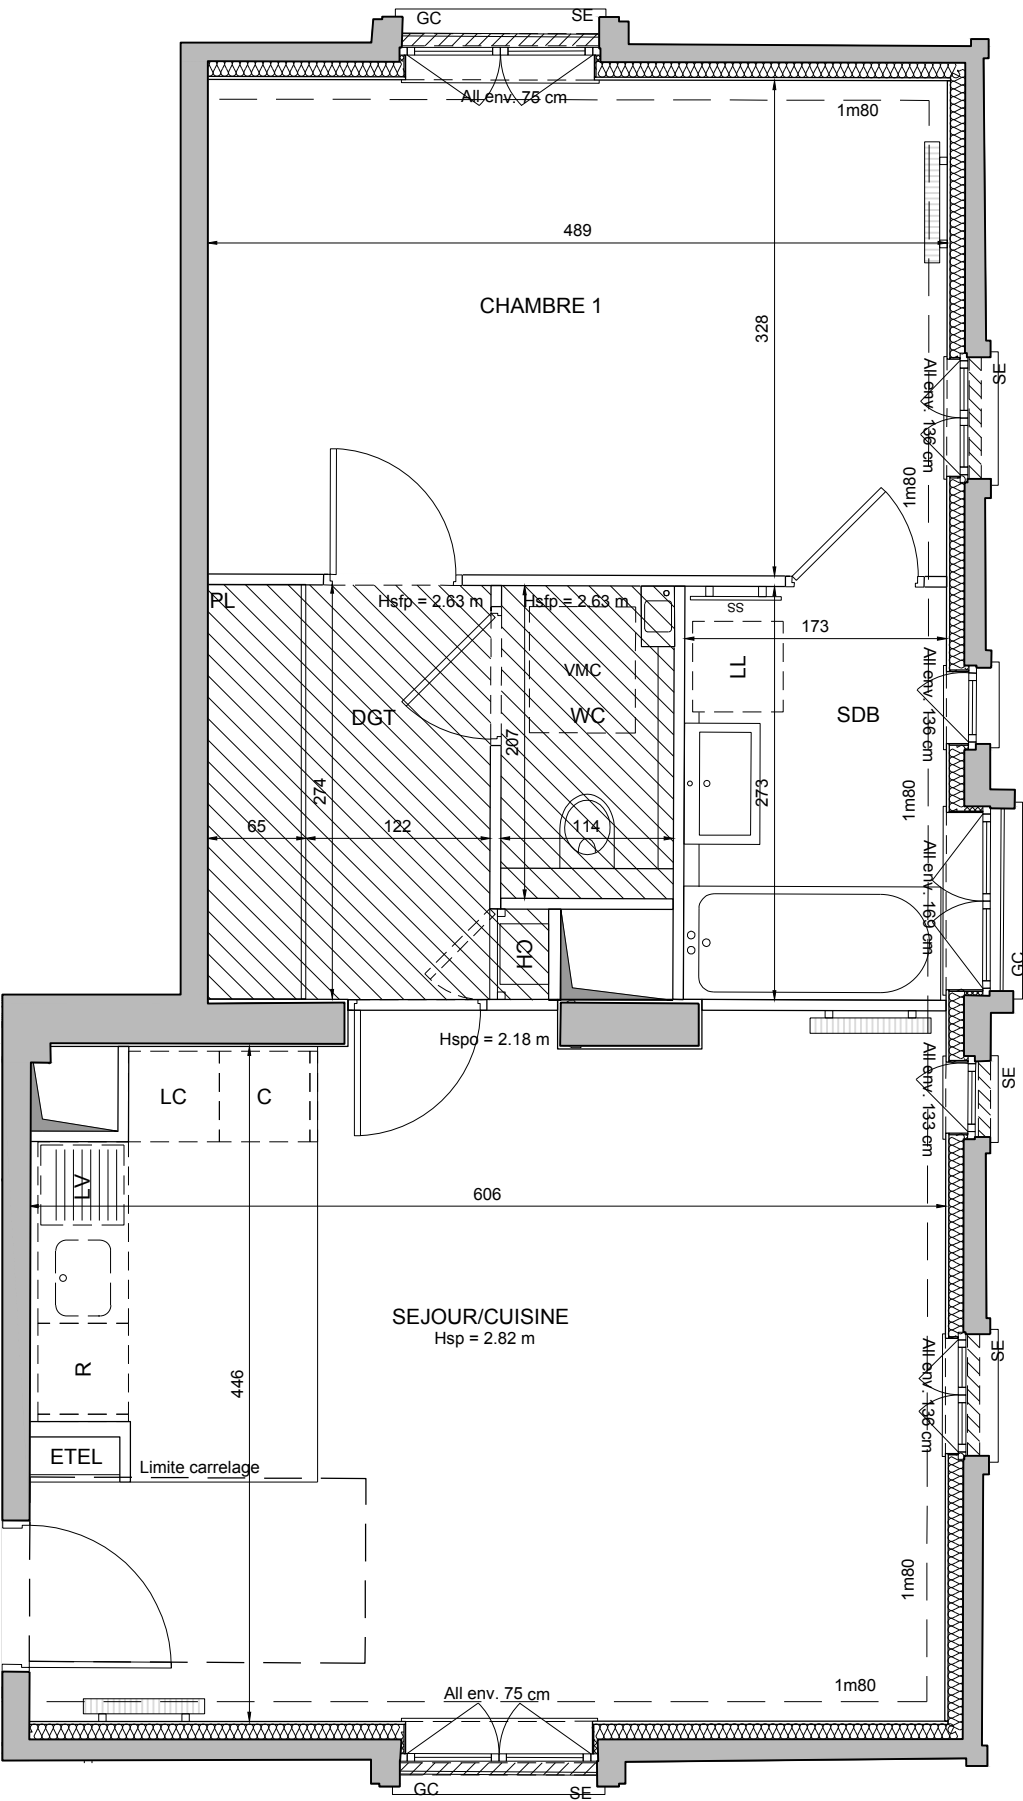 GC
SE
All env. 75 cm
1m80
489
CHAMBRE 1
328
SE
All env. 136 cm
1m80
PL
Hsfp = 2.63 m
Hsfp = 2.63 m
SS
173
LL
VMC
WC
DGT
SDB
All env. 136 cm
207
274
273
1m80
65
122
114
All env. 169 cm
CH
GC
Hspo = 2.18 m
All env. 133 cm
SE
LC
C
LV
606
SEJOUR/CUISINE
Hsp = 2.82 m
SE
All env. 136 cm
R
446
ETEL
Limite carrelage
1m80
1m80
All env. 75 cm
GC
SE